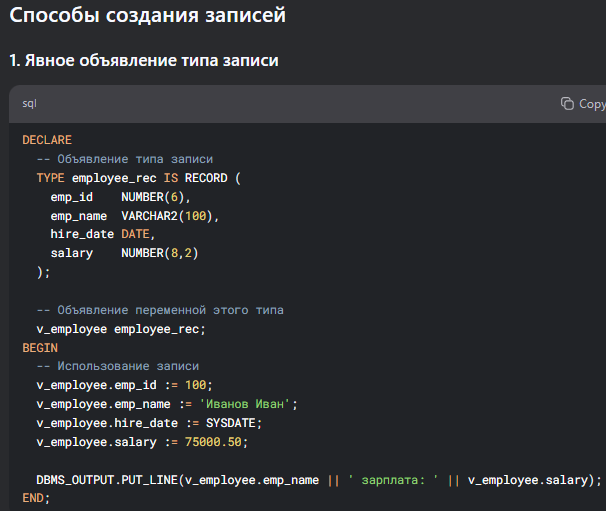 Способы создания записей
1. Явное объявление типа записи
sql
Copy
DECLARE
  -- Объявление типа записи
  TYPE employee_rec IS RECORD (
    emp_id    NUMBER(6),
    emp_name  VARCHAR2(100),
    hire_date DATE,
    salary    NUMBER(8,2)
  );

  -- Объявление переменной этого типа
  v_employee employee_rec;
BEGIN
  -- Использование записи
  v_employee.emp_id := 100;
  v_employee.emp_name := 'Иванов Иван';
  v_employee.hire_date := SYSDATE;
  v_employee.salary := 75000.50;

  DBMS_OUTPUT.PUT_LINE(v_employee.emp_name || ' зарплата: ' || v_employee.salary);
END;